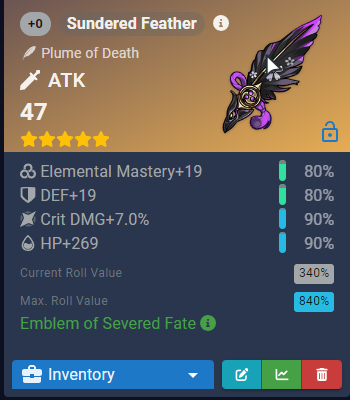 +0 Sundered Feather
Plume of Death
ATK
47
Elemental Mastery+19 80%
DEF+19 80%
Crit DMG+7.0% 90%
HP+269 90%
Current Roll Value 340%
Max. Roll Value 840%
Emblem of Severed Fate
Inventory